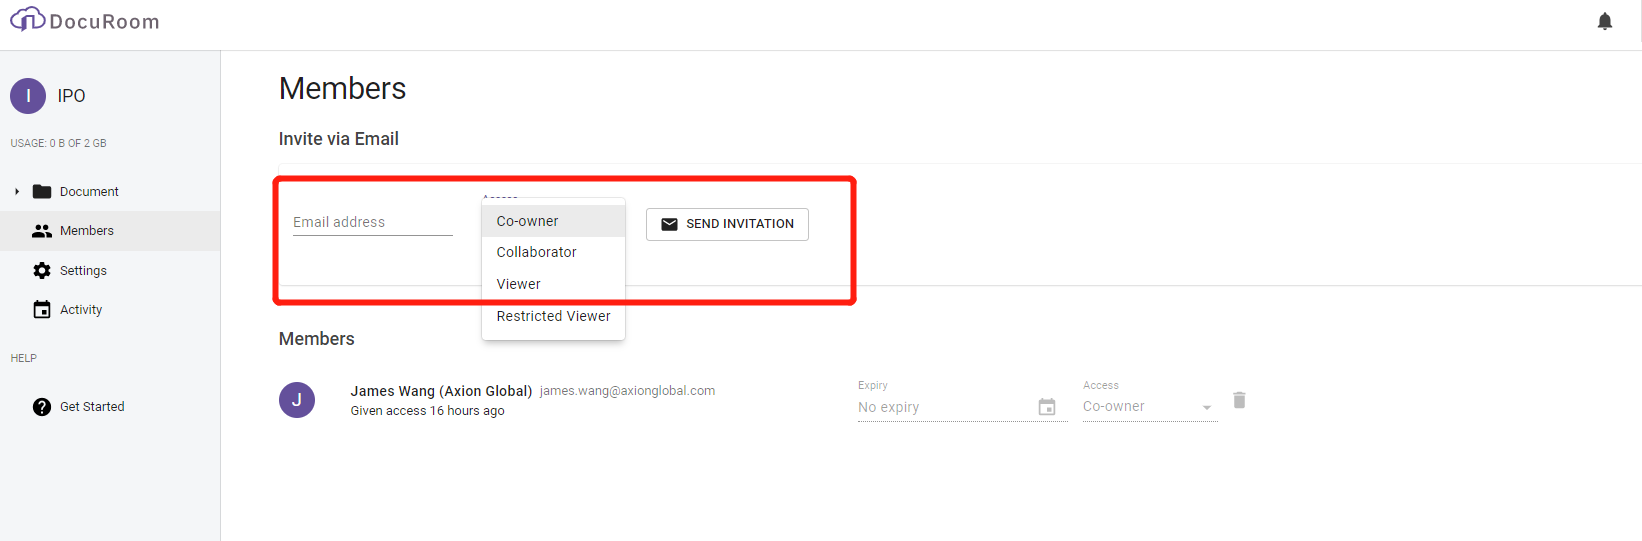 DocuRoom
I IPO
USAGE: 0 B OF 2 GB
Document
Members
Settings
Activity
HELP
Get Started
Members
Invite via Email
Email address
Access
Co-owner
Collaborator
Viewer
Restricted Viewer
SEND INVITATION
Members
J
James Wang (Axion Global) james.wang@axionglobal.com
Given access 16 hours ago
Expiry
No expiry
Access
Co-owner